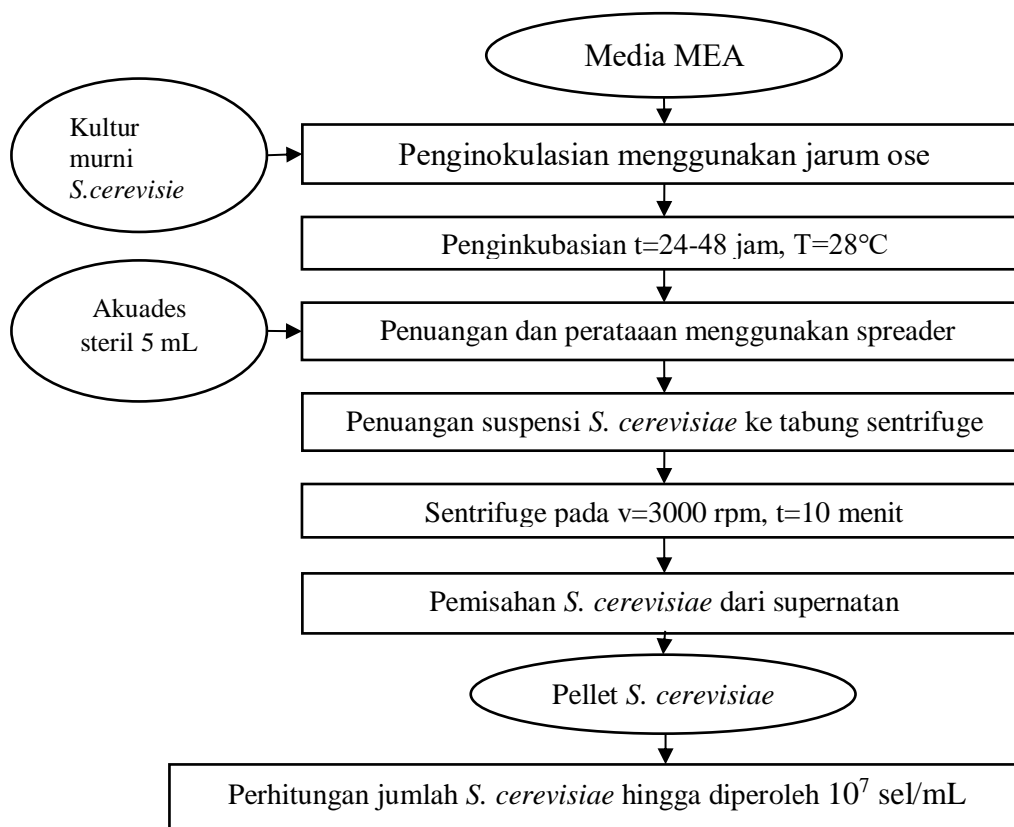 Media MEA
Kultur
murni
S.cerevisie
Penginokulasian menggunakan jarum ose
Penginkubasian t=24-48 jam, T=28°C
Akuades
steril 5 mL
Penuangan dan perataaan menggunakan spreader
Penuangan suspensi S. cerevisiae ke tabung sentrifuge
Sentrifuge pada v=3000 rpm, t=10 menit
Pemisahan S. cerevisiae dari supernatan
Pellet S. cerevisiae
Perhitungan jumlah S. cerevisiae hingga diperoleh 10⁷ sel/mL